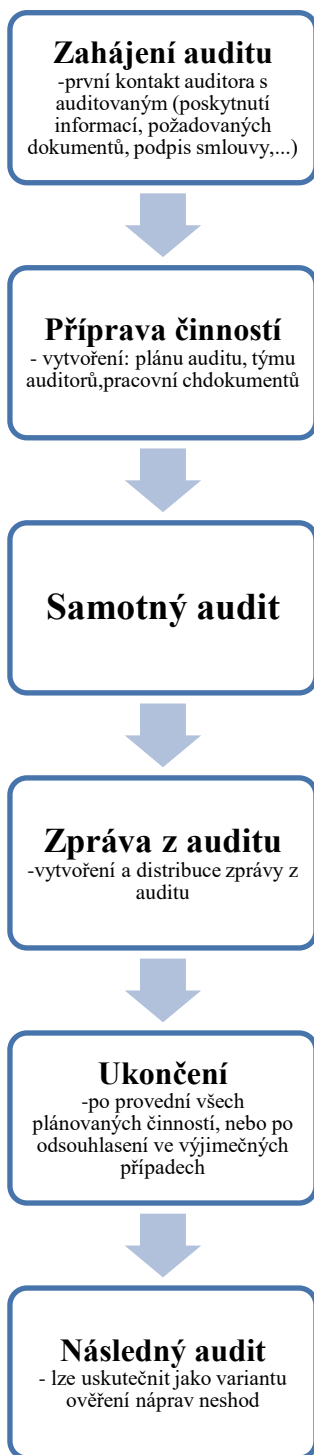 Zahájení auditu
-první kontakt auditora s
auditovaným (poskytnutí
informací, požadovaných
dokumentů, podpis smlouvy,...)
Příprava činností
- vytvoření: plánu auditu, týmu
auditorů,pracovní chdokumentů
Samotný audit
Zpráva z auditu
-vytvoření a distribuce zprávy z
auditu
Ukončení
-po provední všech
plánovaných činností, nebo po
odsouhlasení ve výjimečných
případech
Následný audit
- lze uskutečnit jako variantu
ověření náprav neshod